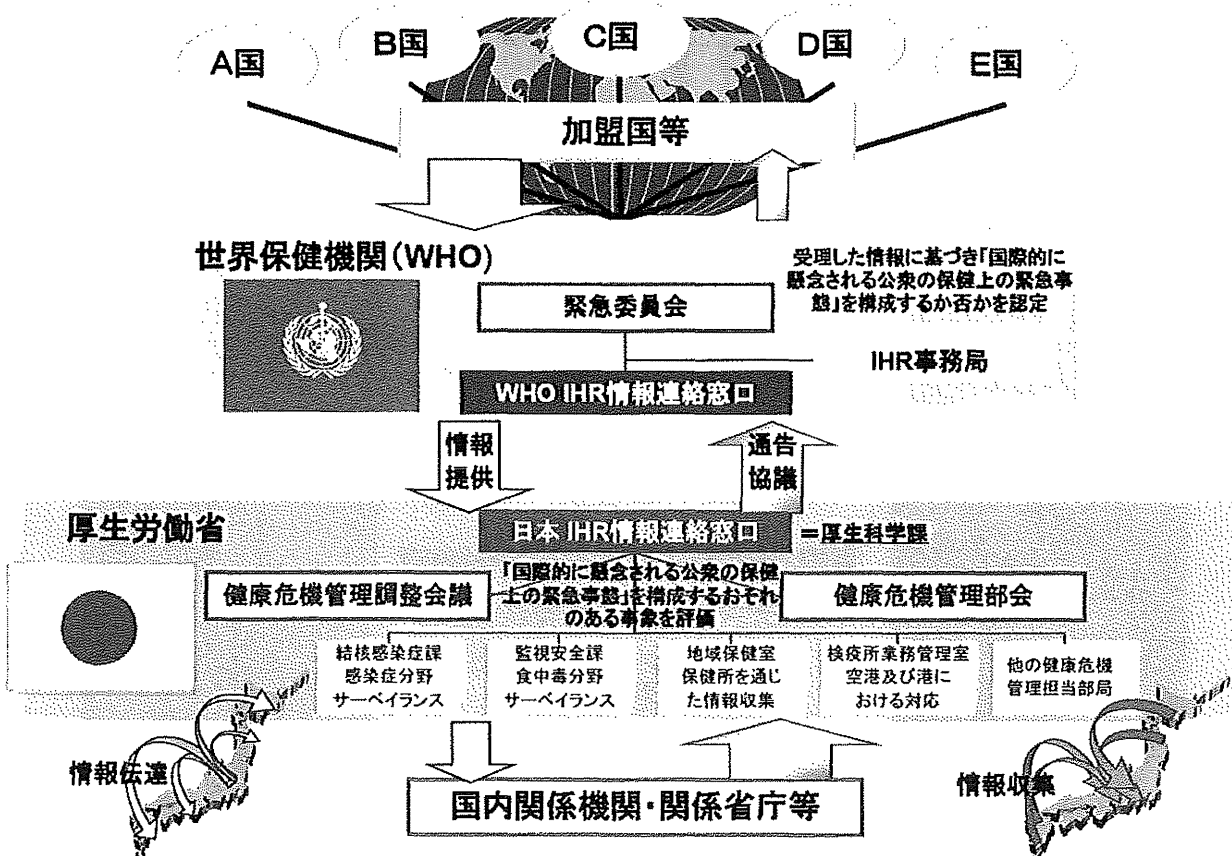 A国
B国
C国
D国
E国
加盟国等
世界保健機関(WHO)
受理した情報に基づき「国際的に
懸念される公衆の保健上の緊急事
態」を構成するか否かを認定
緊急委員会
IHR事務局
WHO IHR情報連絡窓口
情報
提供
通告
協議
厚生労働省
日本 IHR情報連絡窓口
=厚生科学課
健康危機管理調整会議
「国際的に懸念される公衆の保健
上の緊急事態」を構成するおそれ
のある事象を評価
健康危機管理部会
結核感染症課
感染症分野
サーベイランス
監視安全課
食中毒分野
サーベイランス
地域保健室
保健所を通じ
た情報収集
検疫所業務管理室
空港及び港に
おける対応
他の健康危機
管理担当部局
情報伝達
情報収集
国内関係機関・関係省庁等